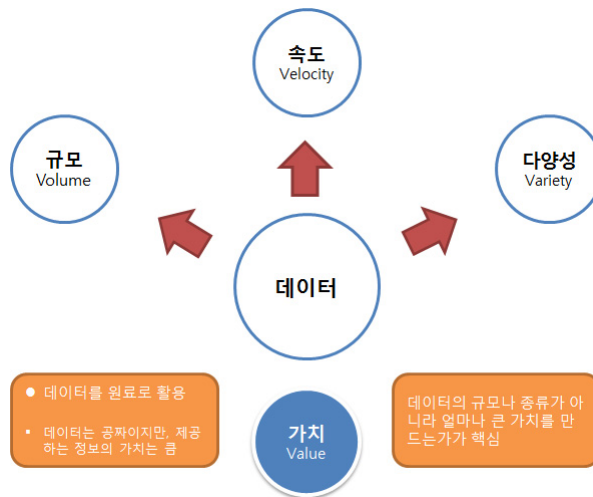 속도
Velocity
규모
Volume
다양성
Variety
데이터
● 데이터를 원료로 활용
▪ 데이터는 공짜이지만, 제공
하는 정보의 가치는 큼
가치
Value
데이터의 규모나 종류가 아
니라 얼마나 큰 가치를 만
드는가가 핵심